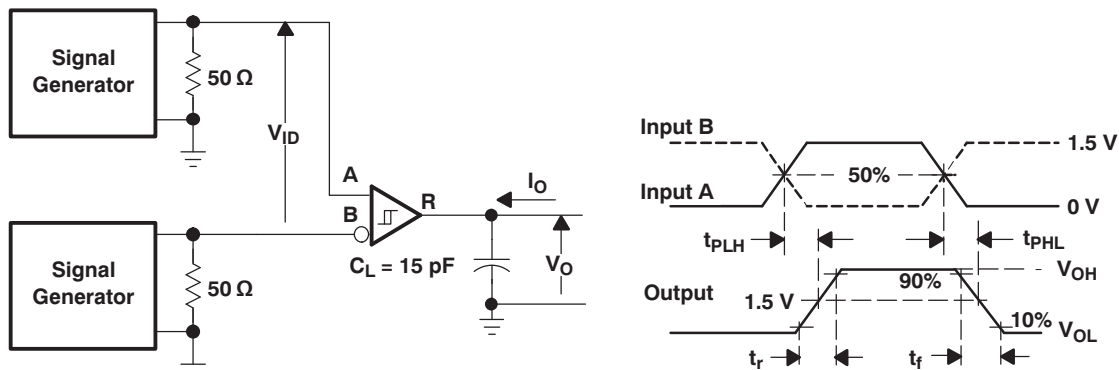 Signal
Generator
50 Ω
V_ID
A
B
R
I_O
C_L = 15 pF
V_O
Signal
Generator
50 Ω
Input B
1.5 V
50%
Input A
0 V
t_PLH
t_PHL
V_OH
90%
Output
1.5 V
10%
V_OL
t_r
t_f